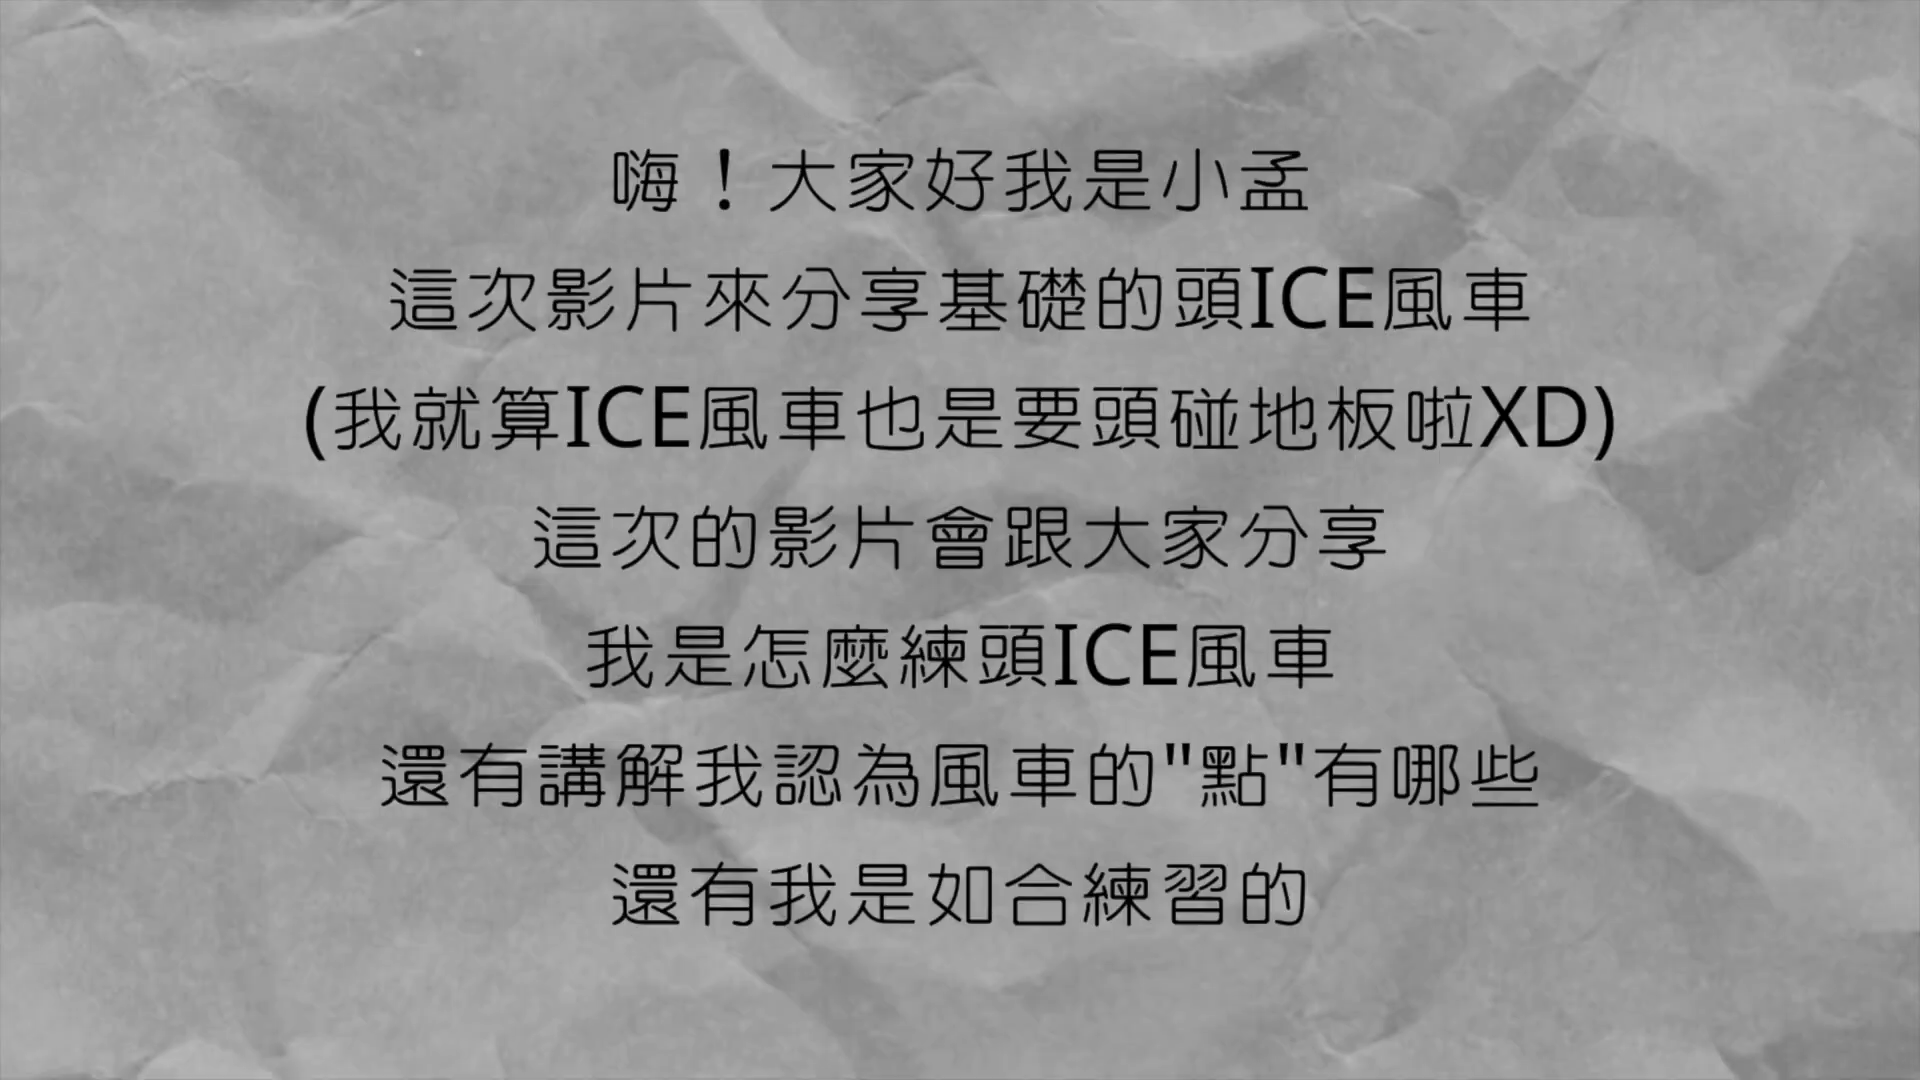 嗨！大家好我是小孟
這次影片來分享基礎的頭ICE風車
(我就算ICE風車也是要頭碰地板啦XD)
這次的影片會跟大家分享
我是怎麼練頭ICE風車
還有講解我認為風車的"點"有哪些
還有我是如合練習的